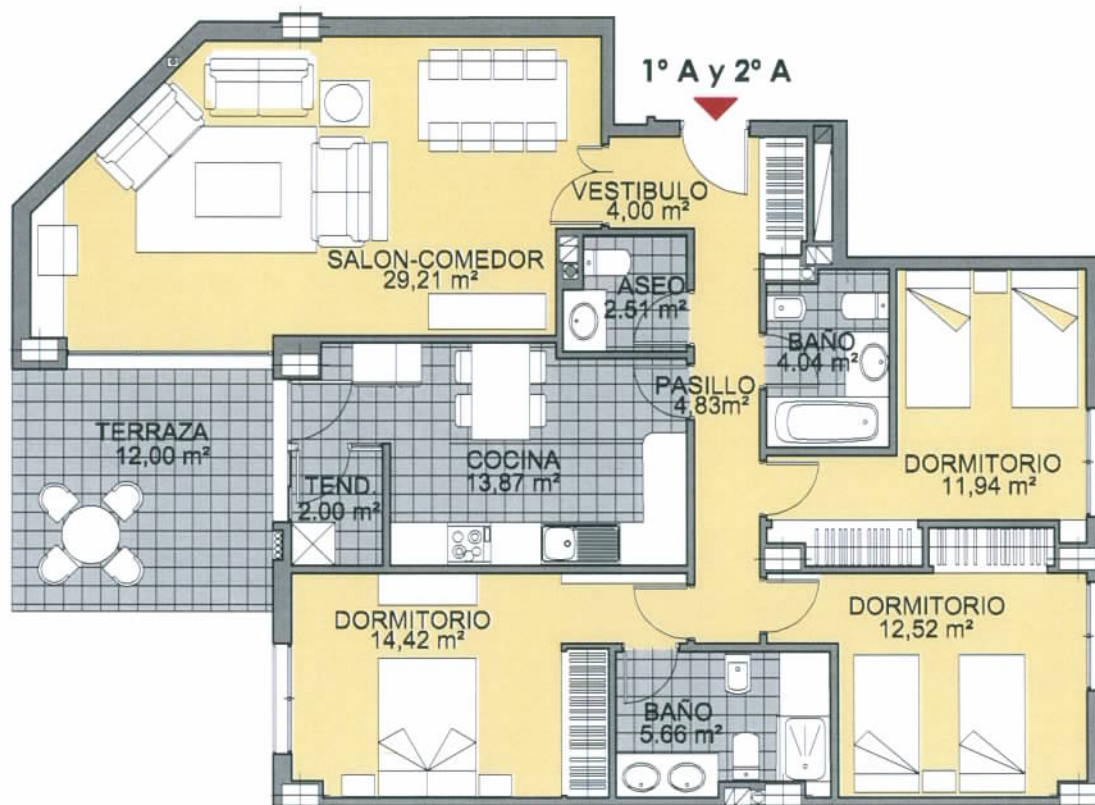 1º A y 2º A
VESTIBULO
4,00 m²
SALON-COMEDOR
29,21 m²
ASEO
2.51 m²
BAÑO
4.04 m²
PASILLO
4,83m²
TERRAZA
12,00 m²
COCINA
13,87 m²
TEND.
2.00 m²
DORMITORIO
11,94 m²
DORMITORIO
14,42 m²
DORMITORIO
12,52 m²
BAÑO
5.66 m²